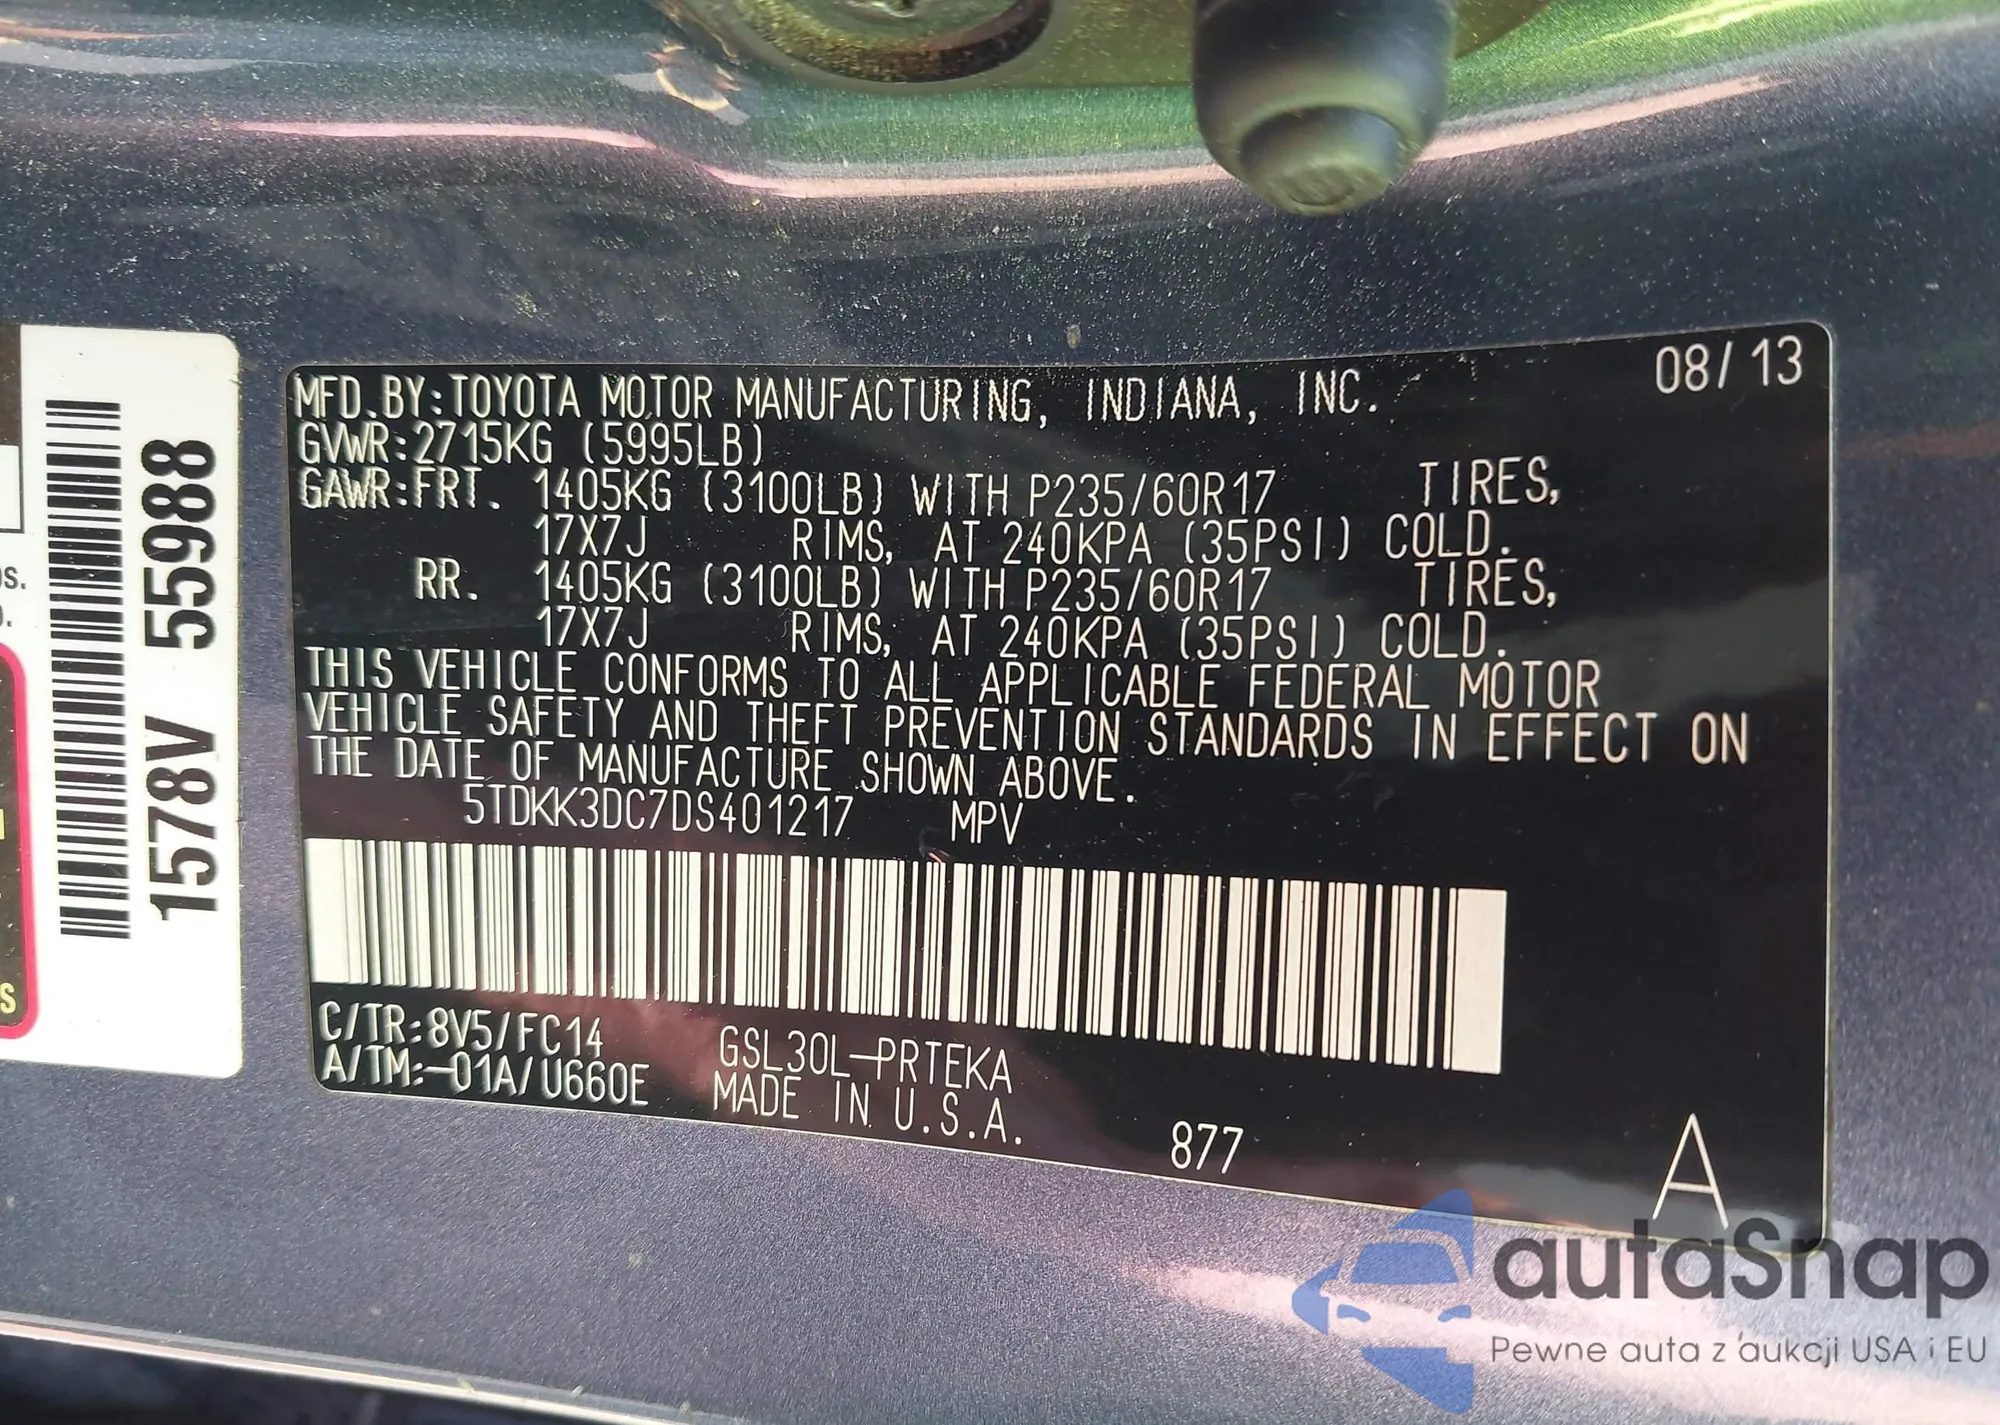 08/13
MFD.BY:TOYOTA MOTOR MANUFACTURING, INDIANA, INC.
GVWR:2715KG (5995LB)
GAWR:FRT. 1405KG (3100LB) WITH P235/60R17 TIRES,
17X7J RIMS, AT 240KPA (35PSI) COLD.
RR. 1405KG (3100LB) WITH P235/60R17 TIRES,
17X7J RIMS, AT 240KPA (35PSI) COLD.
THIS VEHICLE CONFORMS TO ALL APPLICABLE FEDERAL MOTOR
VEHICLE SAFETY AND THEFT PREVENTION STANDARDS IN EFFECT ON
THE DATE OF MANUFACTURE SHOWN ABOVE.
5TDKK3DC7DS401217 MPV
C/TR:8V5/FC14
A/TM:-01A/U660E
GSL30L-PRTEKA
MADE IN U.S.A.
877
A
1578V 55988
autaSnap
Pewne auta z aukcji USA i EU